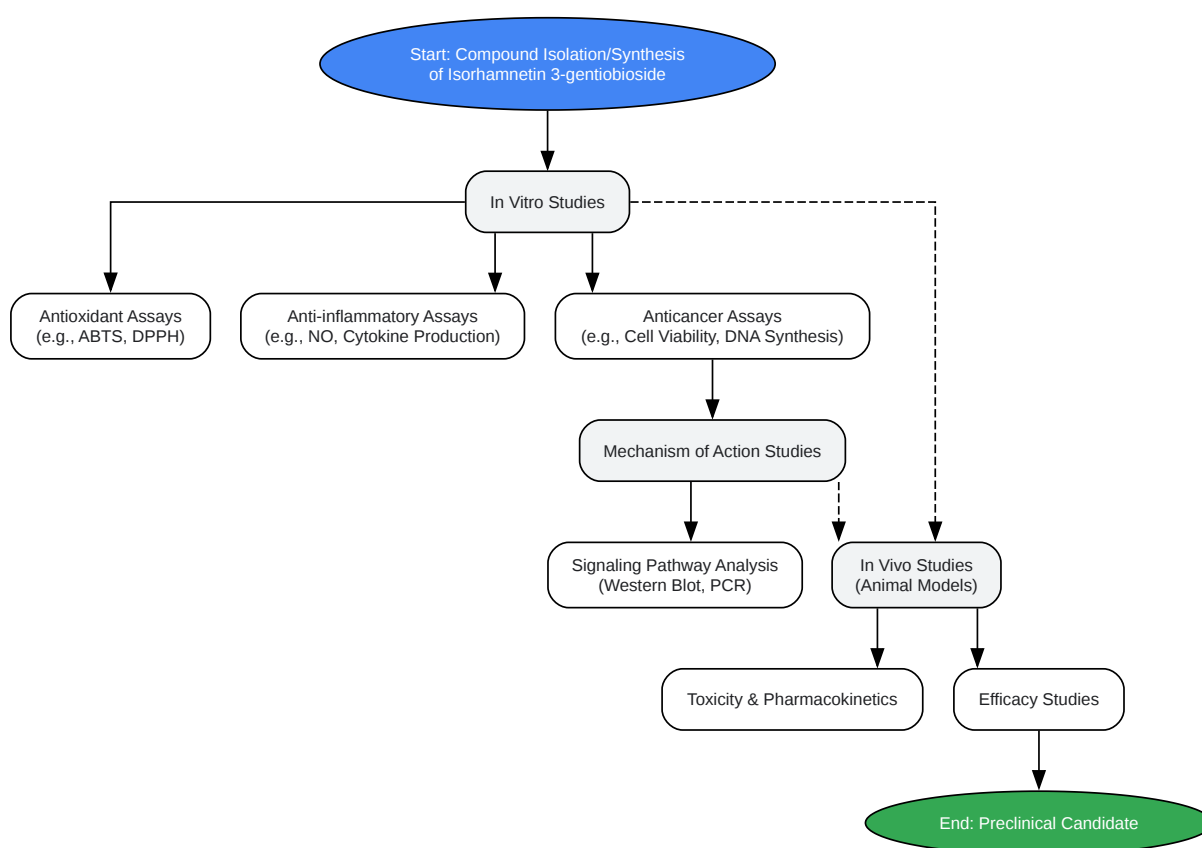 Start: Compound Isolation/Synthesis
of Isorhamnetin 3-gentiobioside
In Vitro Studies
Antioxidant Assays
(e.g., ABTS, DPPH)
Anti-inflammatory Assays
(e.g., NO, Cytokine Production)
Anticancer Assays
(e.g., Cell Viability, DNA Synthesis)
Mechanism of Action Studies
Signaling Pathway Analysis
(Western Blot, PCR)
In Vivo Studies
(Animal Models)
Toxicity & Pharmacokinetics
Efficacy Studies
End: Preclinical Candidate